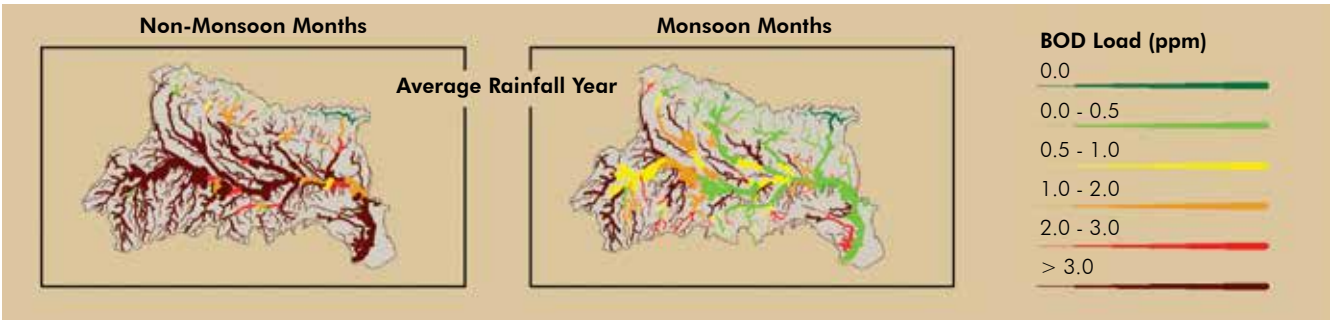 Non-Monsoon Months
Monsoon Months
Average Rainfall Year
BOD Load (ppm)
0.0
0.0 - 0.5
0.5 - 1.0
1.0 - 2.0
2.0 - 3.0
> 3.0